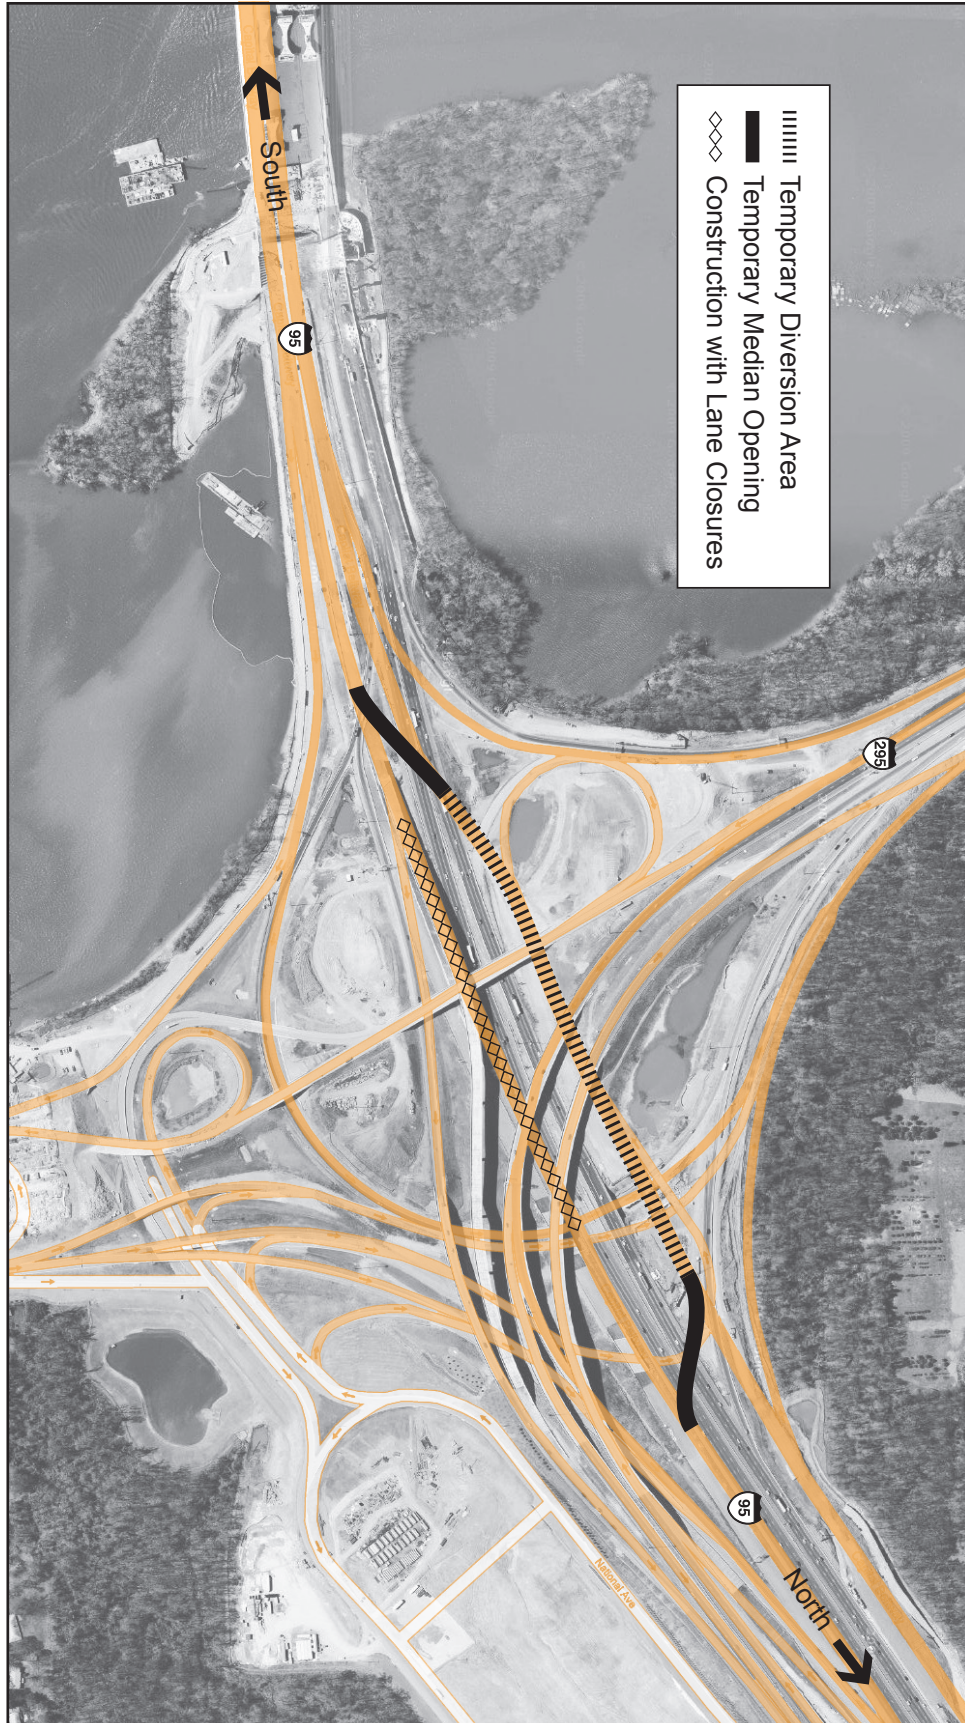 Temporary Diversion Area
Temporary Median Opening
Construction with Lane Closures
South
95
295
95
North
National Ave